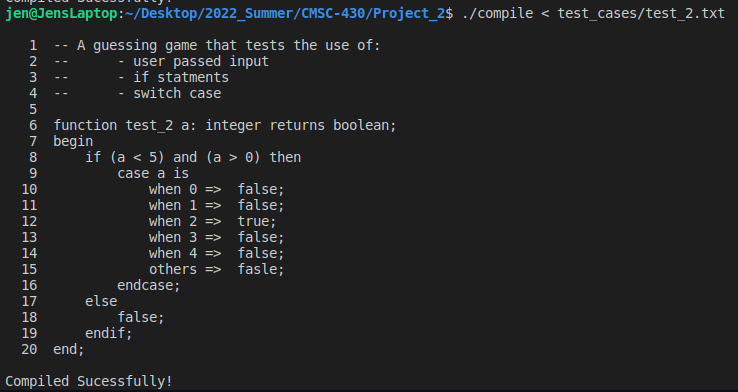 Compiled Sucessfully!
jen@JensLaptop:~/Desktop/2022_Summer/CMSC-430/Project_2$ ./compile < test_cases/test_2.txt
1 -- A guessing game that tests the use of:
2 -- - user passed input
3 -- - if statments
4 -- - switch case
5
6 function test_2 a: integer returns boolean;
7 begin
8 if (a < 5) and (a > 0) then
9 case a is
10 when 0 => false;
11 when 1 => false;
12 when 2 => true;
13 when 3 => false;
14 when 4 => false;
15 others => fasle;
16 endcase;
17 else
18 false;
19 endif;
20 end;
Compiled Sucessfully!